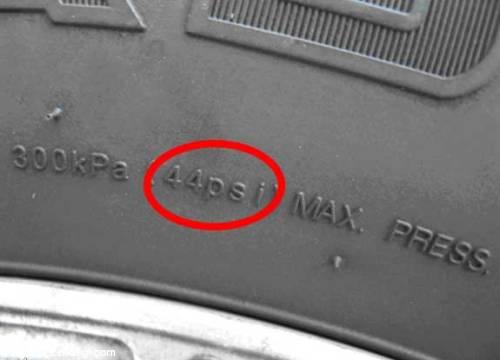 300kPa (44psi) MAX. PRESS.